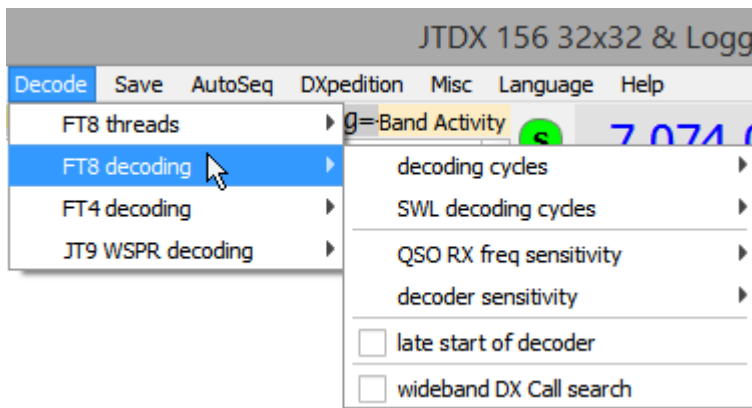 JTDX 156 32x32 & Logg
Decode Save AutoSeq DXpedition Misc Language Help
FT8 threads
g=-Band Activity
S
7.074
FT8 decoding
decoding cycles
FT4 decoding
SWL decoding cycles
JT9 WSPR decoding
QSO RX freq sensitivity
decoder sensitivity
late start of decoder
wideband DX Call search